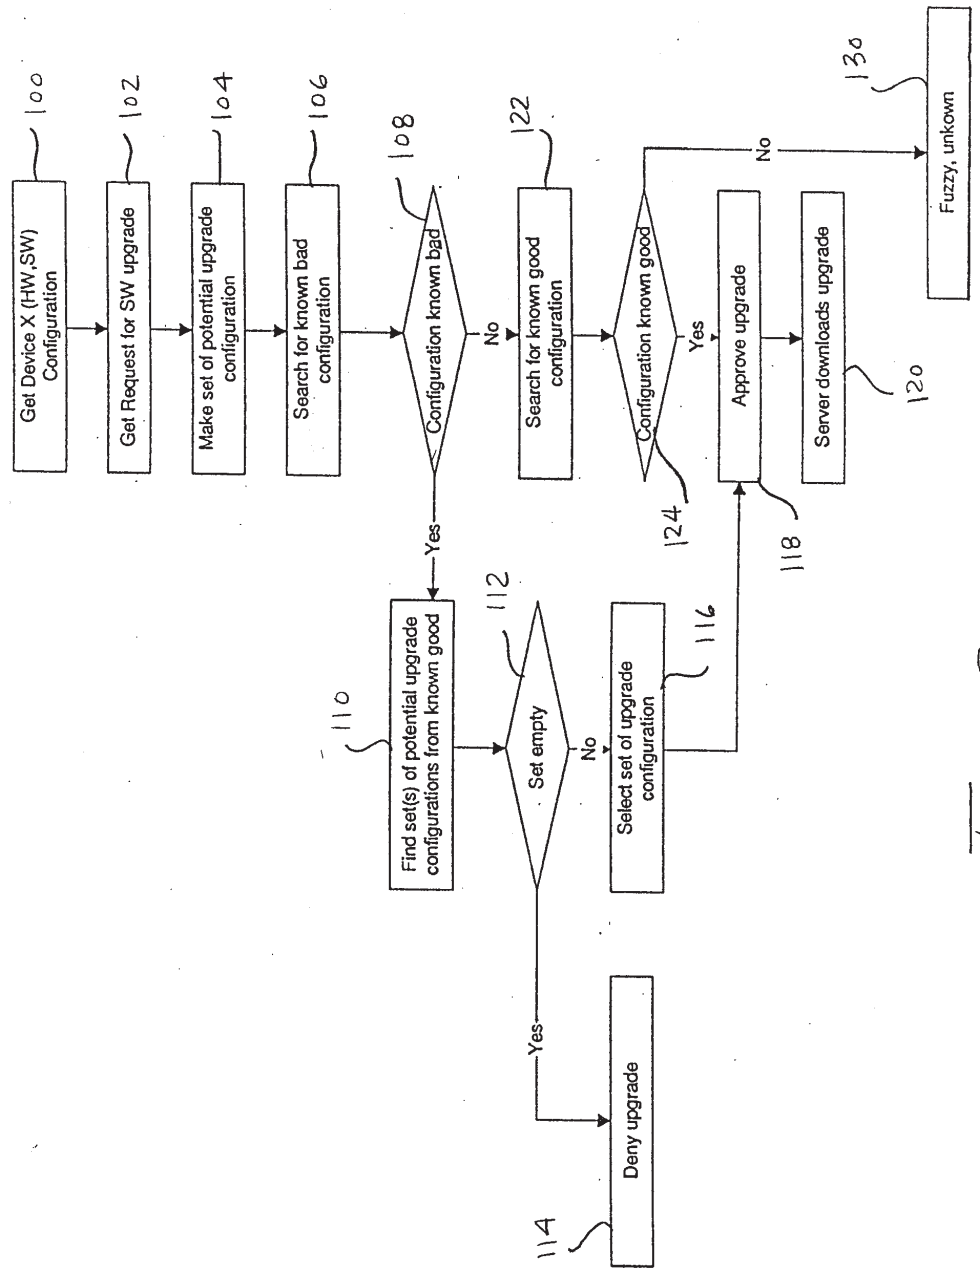 100
Get Device X (HW,SW)
Configuration
102
Get Request for SW upgrade
104
Make set of potential upgrade
configuration
106
Search for known bad
configuration
108
Configuration known bad
Yes
No
110
Find set(s) of potential upgrade
configurations from known good
112
Set empty
Yes
No
114
Deny upgrade
116
Select set of upgrade
configuration
122
Search for known good
configuration
124
Configuration known good
Yes
No
118
Approve upgrade
120
Server downloads upgrade
130
Fuzzy, unkown